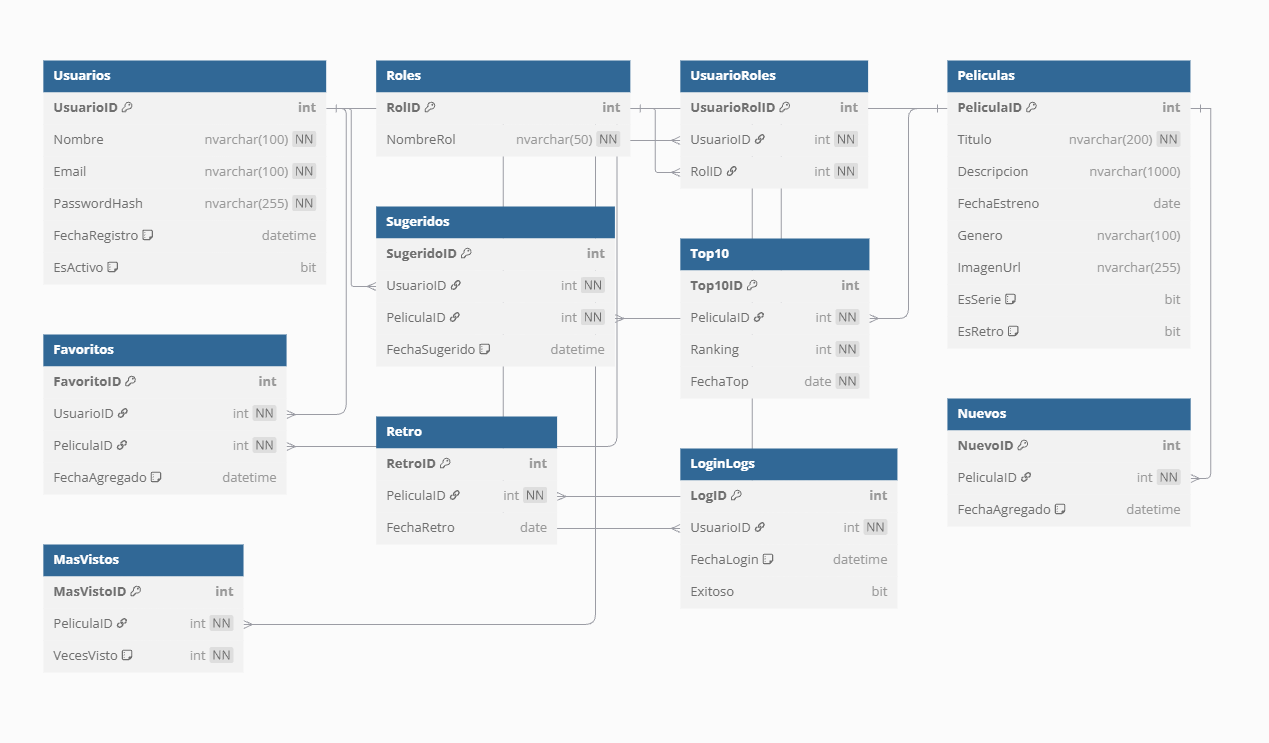 Usuarios
UsuarioID int
Nombre nvarchar(100) NN
Email nvarchar(100) NN
PasswordHash nvarchar(255) NN
FechaRegistro datetime
EsActivo bit
Roles
RolID int
NombreRol nvarchar(50) NN
UsuarioRoles
UsuarioRolID int
UsuarioID int NN
RolID int NN
Peliculas
PeliculaID int
Titulo nvarchar(200) NN
Descripcion nvarchar(1000)
FechaEstreno date
Genero nvarchar(100)
ImagenUrl nvarchar(255)
EsSerie bit
EsRetro bit
Sugeridos
SugeridoID int
UsuarioID int NN
PeliculaID int NN
FechaSugerido datetime
Top10
Top10ID int
PeliculaID int NN
Ranking int NN
FechaTop date NN
Favoritos
FavoritoID int
UsuarioID int NN
PeliculaID int NN
FechaAgregado datetime
Retro
RetroID int
PeliculaID int NN
FechaRetro date
LoginLogs
LogID int
UsuarioID int NN
FechaLogin datetime
Exitoso bit
Nuevos
NuevoID int
PeliculaID int NN
FechaAgregado datetime
MasVistos
MasVistoID int
PeliculaID int NN
VecesVisto int NN